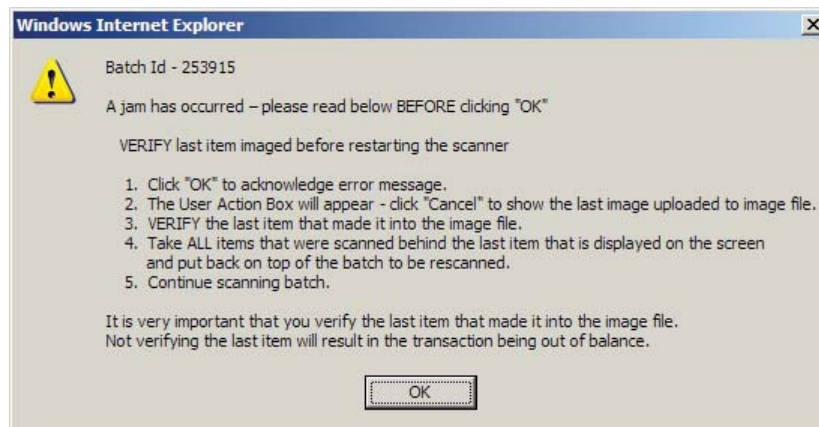 Windows Internet Explorer
Batch Id - 253915
A jam has occurred – please read below BEFORE clicking "OK"
VERIFY last item imaged before restarting the scanner
1. Click "OK" to acknowledge error message.
2. The User Action Box will appear - click "Cancel" to show the last image uploaded to image file.
3. VERIFY the last item that made it into the image file.
4. Take ALL items that were scanned behind the last item that is displayed on the screen
and put back on top of the batch to be rescanned.
5. Continue scanning batch.
It is very important that you verify the last item that made it into the image file.
Not verifying the last item will result in the transaction being out of balance.
OK